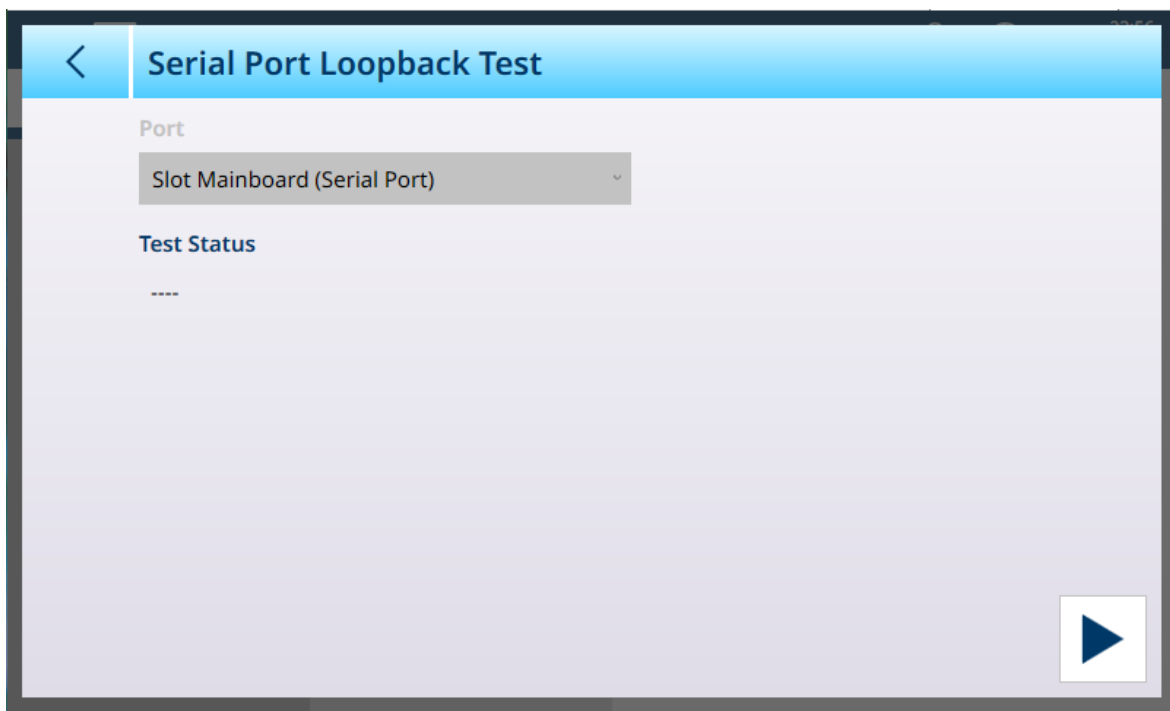 Serial Port Loopback Test
Port
Slot Mainboard (Serial Port)
Test Status
----